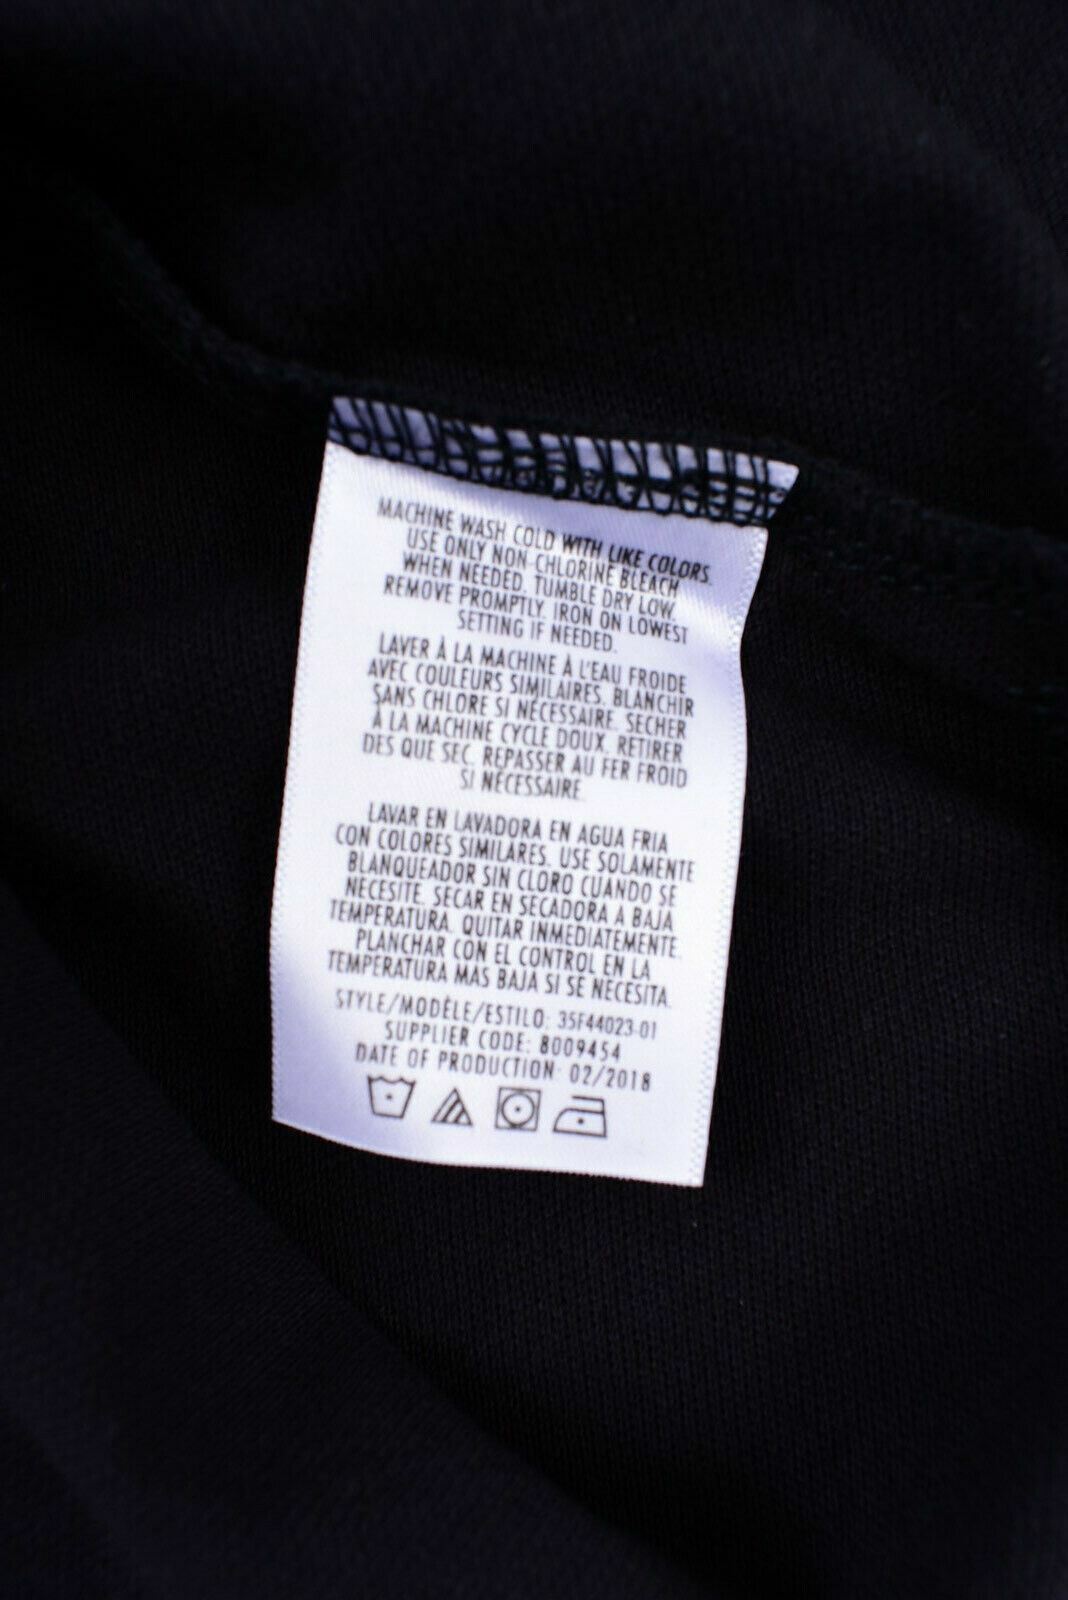 MACHINE WASH COLD WITH LIKE COLORS.
USE ONLY NON-CHLORINE BLEACH
WHEN NEEDED. TUMBLE DRY LOW.
REMOVE PROMPTLY. IRON ON LOWEST
SETTING IF NEEDED.
LAVER À LA MACHINE À L'EAU FROIDE
AVEC COULEURS SIMILAIRES. BLANCHIR
SANS CHLORE SI NÉCESSAIRE. SECHER
À LA MACHINE CYCLE DOUX. RETIRER
DES QUE SEC. REPASSER AU FER FROID
SI NÉCESSAIRE.
LAVAR EN LAVADORA EN AGUA FRIA
CON COLORES SIMILARES. USE SOLAMENTE
BLANQUEADOR SIN CLORO CUANDO SE
NECESITE. SECAR EN SECADORA A BAJA
TEMPERATURA. QUITAR INMEDIATEMENTE.
PLANCHAR CON EL CONTROL EN LA
TEMPERATURA MAS BAJA SI SE NECESITA.
STYLE/MODÈLE/ESTILO: 35F44023-01
SUPPLIER CODE: 8009454
DATE OF PRODUCTION: 02/2018